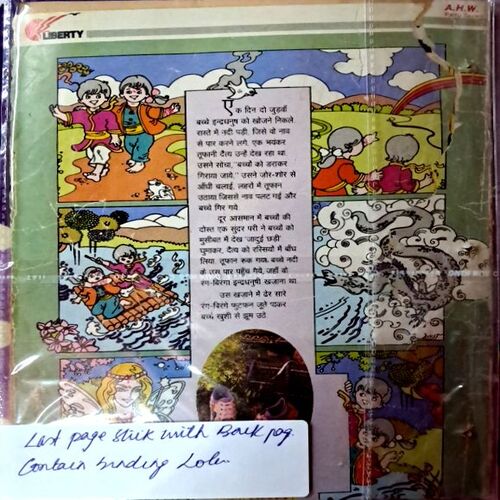 LIBERTY
A.H.W.
एक दिन दो जुड़वाँ
बच्चे इन्द्रधनुष को खोजने निकले
रास्ते में नदी पड़ी, जिसे वो नाव
से पार करने लगे, एक भयंकर
तूफानी दैत्य उन्हें देख रहा था.
उसने सोचा, 'बच्चों को डराकर
गिराया जाये.' उसने जोर-शोर से
आँधी चलाई, लहरों में तूफान
उठाया जिससे नाव पलट गई और
बच्चे गिर गये.
दूर आसमान में बच्चों की
दोस्त एक सुंदर परी ने बच्चों को
मुसीबत में देख 'जादुई छड़ी'
घुमाकर, दैत्य को रस्सियों में बाँध
लिया. तूफान रुक गया. बच्चे नदी
के उस पार पहुँच गये, जहाँ वो
रंग-बिरंगा इन्द्रधनुषी खजाना था.
उस खजाने में ढेर सारे
रंग-बिरंगे फुटफन जूते पाकर
बच्चे खुशी से झूम उठे.
Last page stick with Back pag.
Contain binding hole